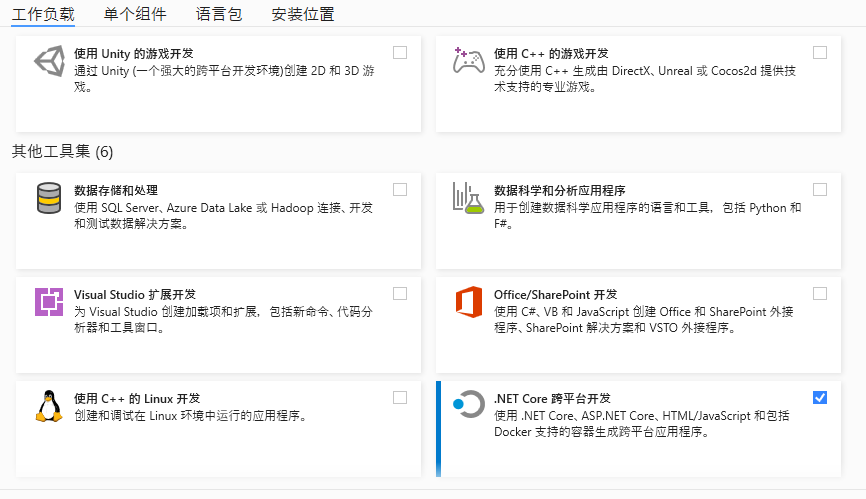 工作负载 单个组件 语言包 安装位置
使用 Unity 的游戏开发
通过 Unity (一个强大的跨平台开发环境)创建 2D 和 3D 游
戏。
使用 C++ 的游戏开发
充分使用 C++ 生成由 DirectX、Unreal 或 Cocos2d 提供技
术支持的专业游戏。
其他工具集 (6)
数据存储和处理
使用 SQL Server、Azure Data Lake 或 Hadoop 连接、开发
和测试数据解决方案。
数据科学和分析应用程序
用于创建数据科学应用程序的语言和工具，包括 Python 和
F#。
Visual Studio 扩展开发
为 Visual Studio 创建加载项和扩展，包括新命令、代码分
析器和工具窗口。
Office/SharePoint 开发
使用 C#、VB 和 JavaScript 创建 Office 和 SharePoint 外接
程序、SharePoint 解决方案和 VSTO 外接程序。
使用 C++ 的 Linux 开发
创建和调试在 Linux 环境中运行的应用程序。
.NET Core 跨平台开发
使用 .NET Core、ASP.NET Core、HTML/JavaScript 和包括
Docker 支持的容器生成跨平台应用程序。